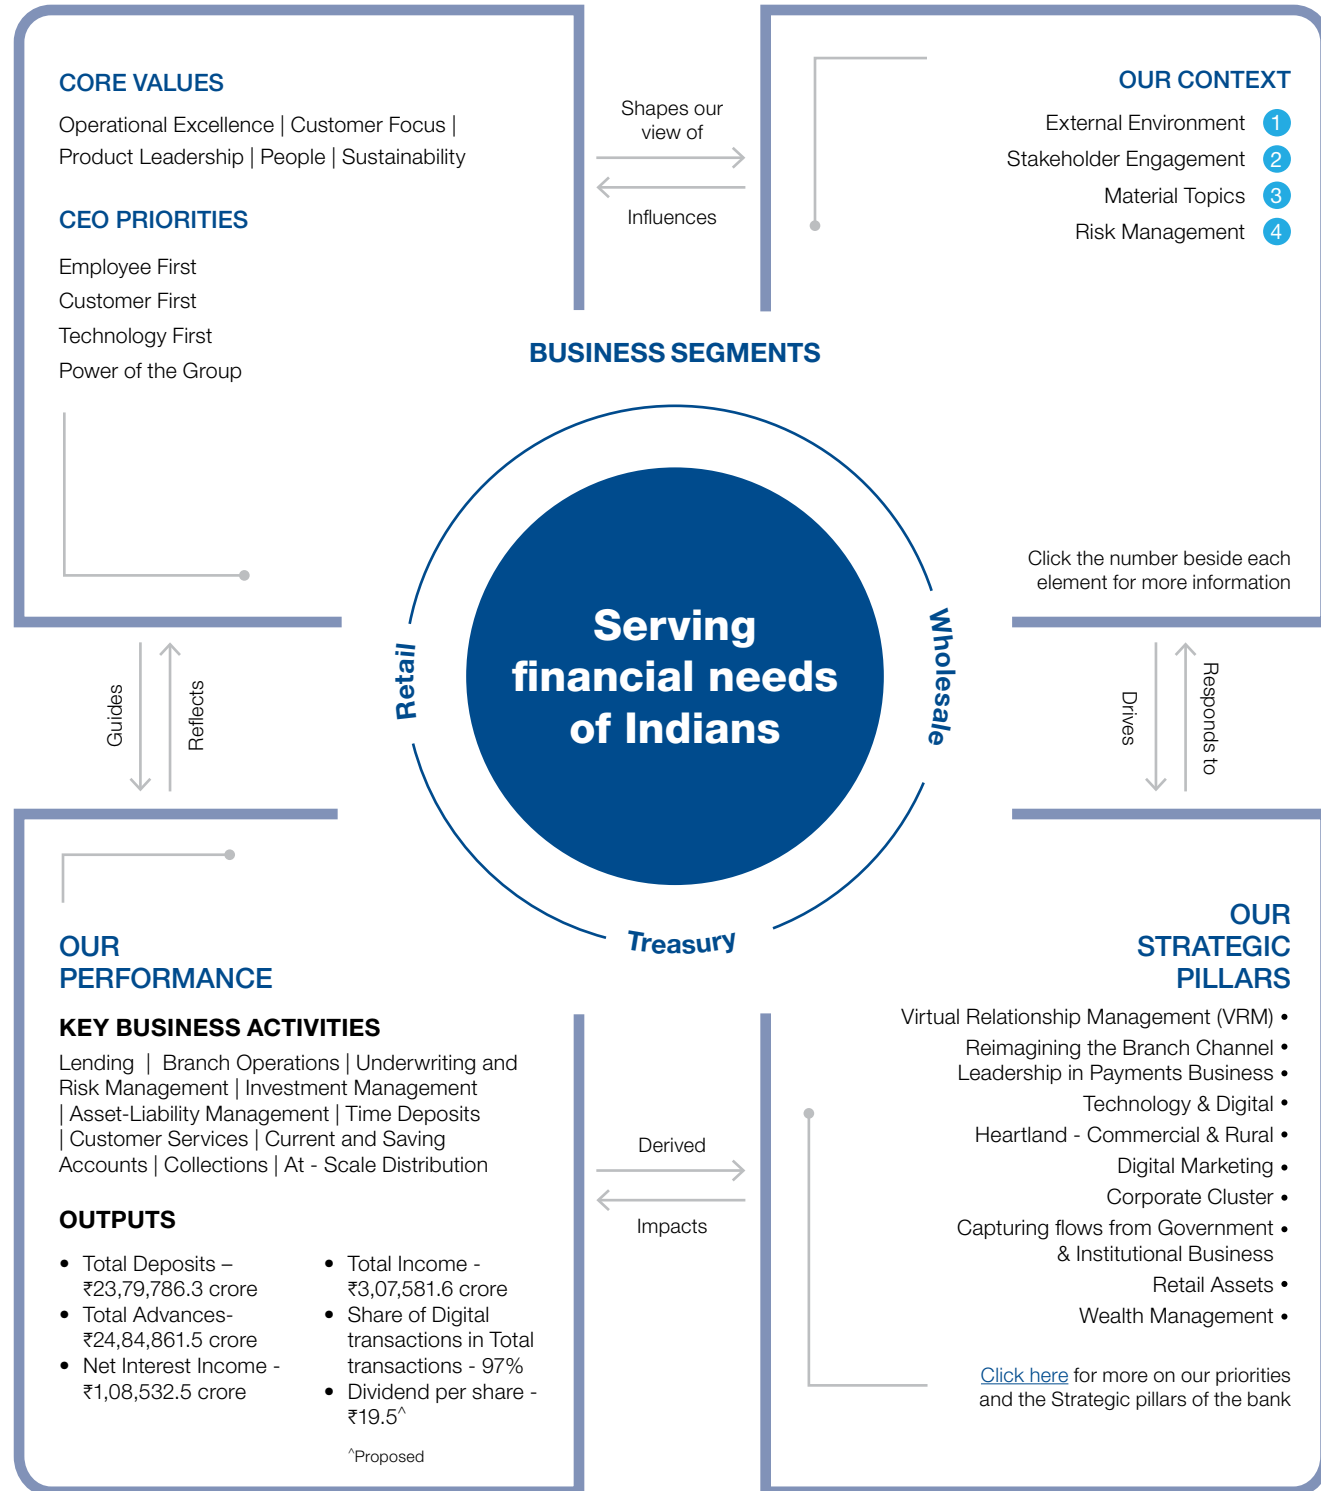 CORE VALUES
Operational Excellence | Customer Focus |
Product Leadership | People | Sustainability
CEO PRIORITIES
Employee First
Customer First
Technology First
Power of the Group
Shapes our
view of
Influences
OUR CONTEXT
External Environment 1
Stakeholder Engagement 2
Material Topics 3
Risk Management 4
Click the number beside each
element for more information
BUSINESS SEGMENTS
Retail
Wholesale
Treasury
Serving
financial needs
of Indians
Guides
Reflects
Drives
Responds to
OUR
PERFORMANCE
KEY BUSINESS ACTIVITIES
Lending | Branch Operations | Underwriting and
Risk Management | Investment Management
| Asset-Liability Management | Time Deposits
| Customer Services | Current and Saving
Accounts | Collections | At - Scale Distribution
OUTPUTS
• Total Deposits –
₹23,79,786.3 crore
• Total Advances-
₹24,84,861.5 crore
• Net Interest Income -
₹1,08,532.5 crore
• Total Income -
₹3,07,581.6 crore
• Share of Digital
transactions in Total
transactions - 97%
• Dividend per share -
₹19.5^
^Proposed
Derived
Impacts
OUR
STRATEGIC
PILLARS
Virtual Relationship Management (VRM) •
Reimagining the Branch Channel •
Leadership in Payments Business •
Technology & Digital •
Heartland - Commercial & Rural •
Digital Marketing •
Corporate Cluster •
Capturing flows from Government •
& Institutional Business
Retail Assets •
Wealth Management •
Click here for more on our priorities
and the Strategic pillars of the bank